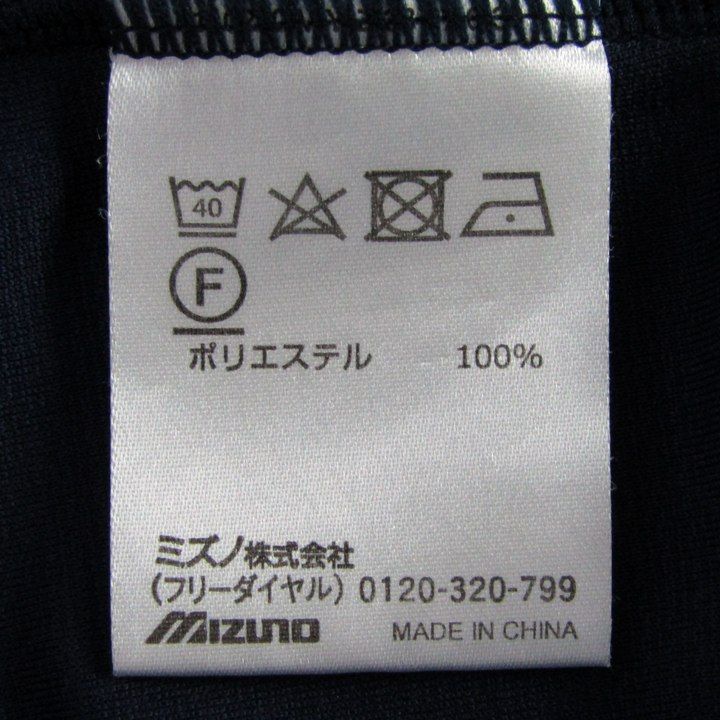 40
F
ポリエステル 100%
ミズノ株式会社
(フリーダイヤル) 0120-320-799
MIZUNO MADE IN CHINA